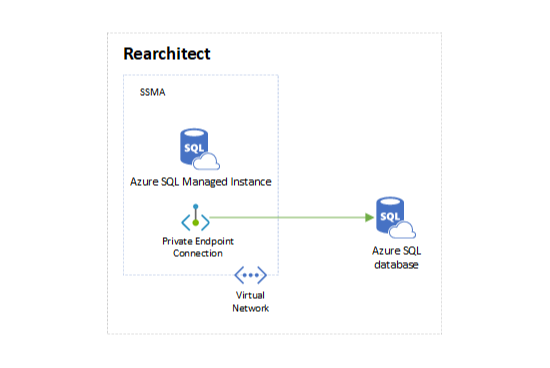 Rearchitect
SSMA
SQL
Azure SQL Managed Instance
Private Endpoint
Connection
SQL
Azure SQL
database
Virtual
Network